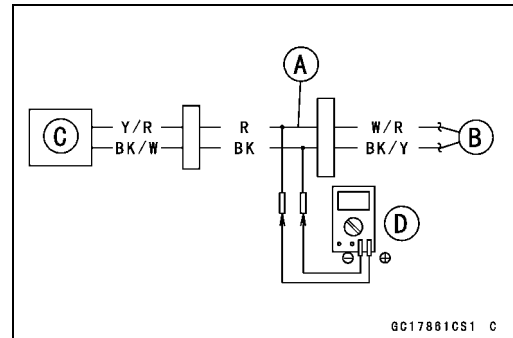 A
Y/R R W/R
C B
BK/W BK BK/Y
D
⊖ ⊕
GC17861CS1 C